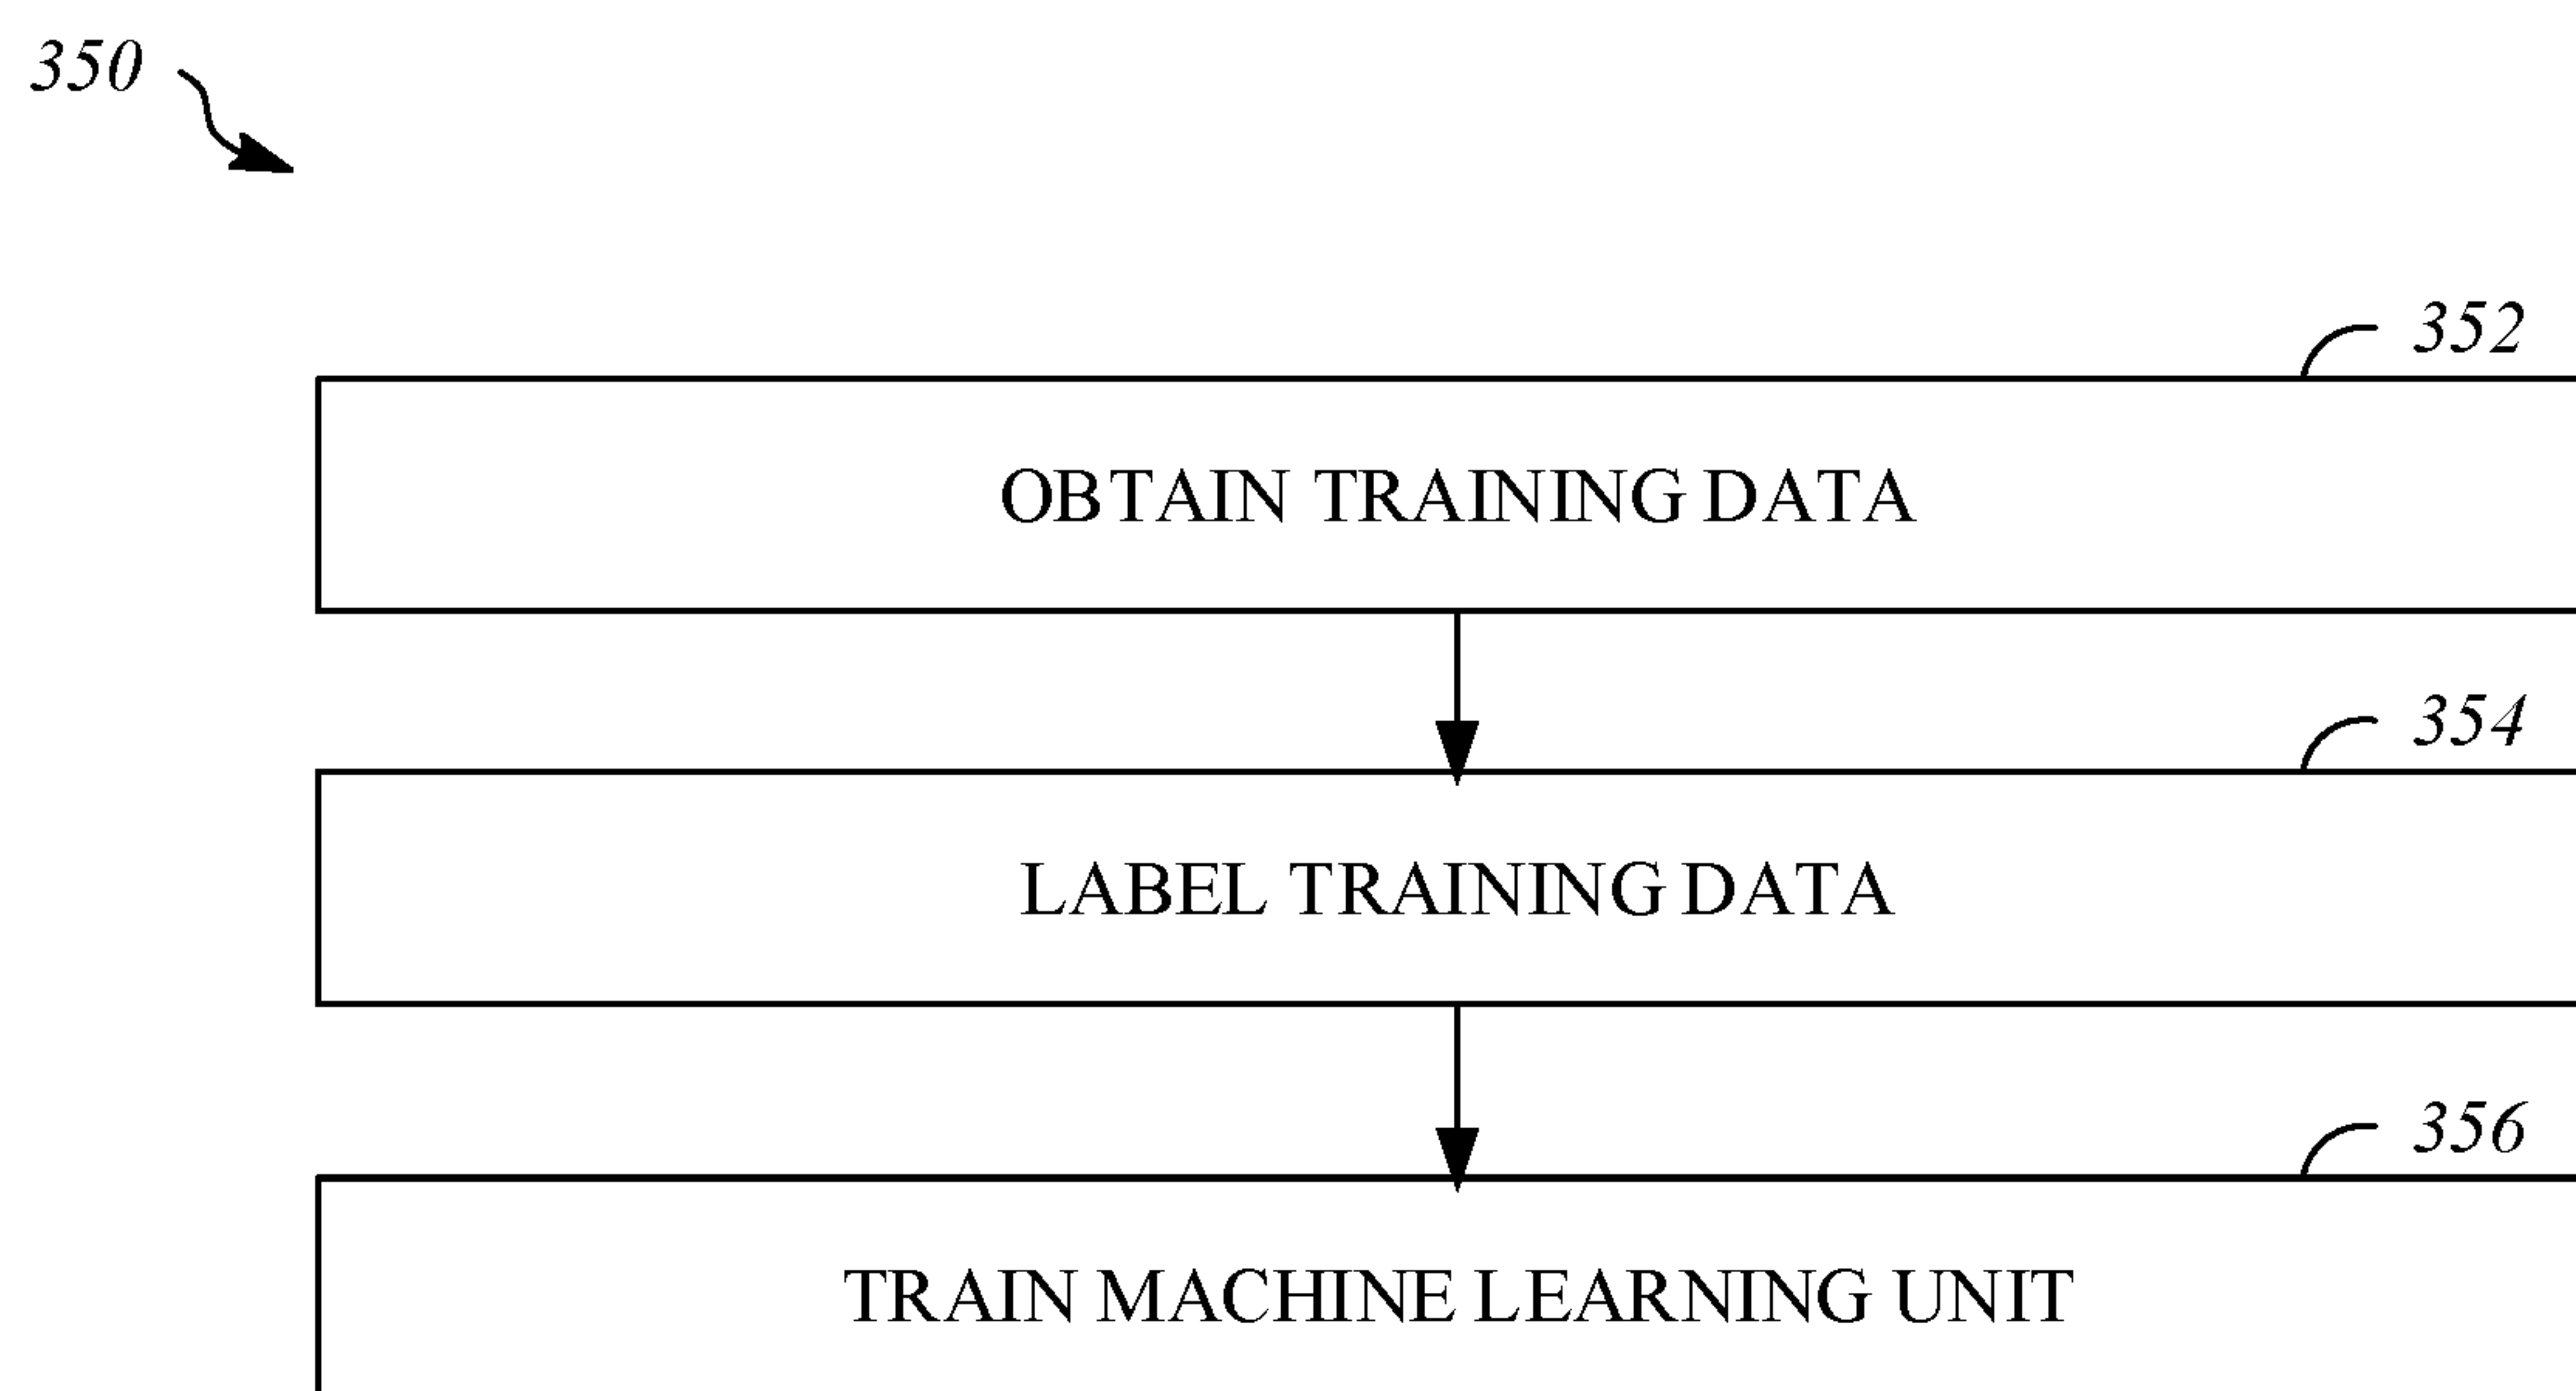 350
352
OBTAIN TRAINING DATA
354
LABEL TRAINING DATA
356
TRAIN MACHINE LEARNING UNIT